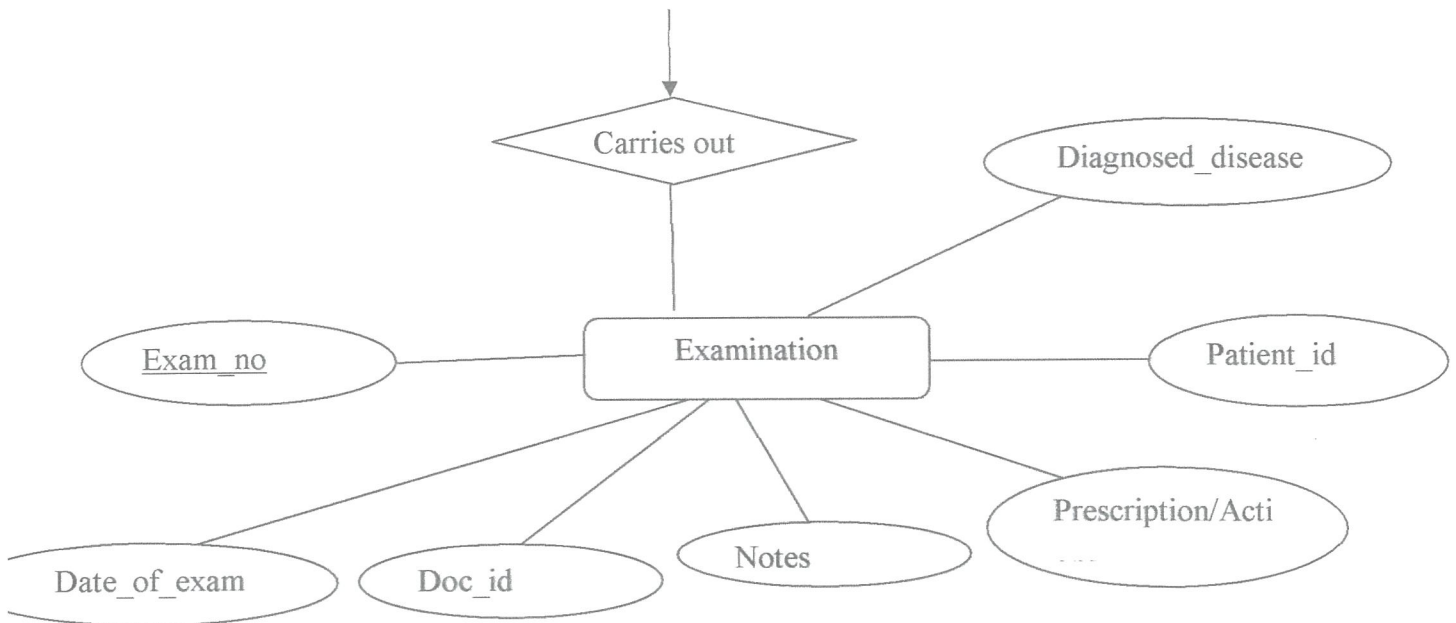 Carries out
Diagnosed_disease
Examination
Exam_no
Patient_id
Prescription/Acti
Notes
Doc_id
Date_of_exam